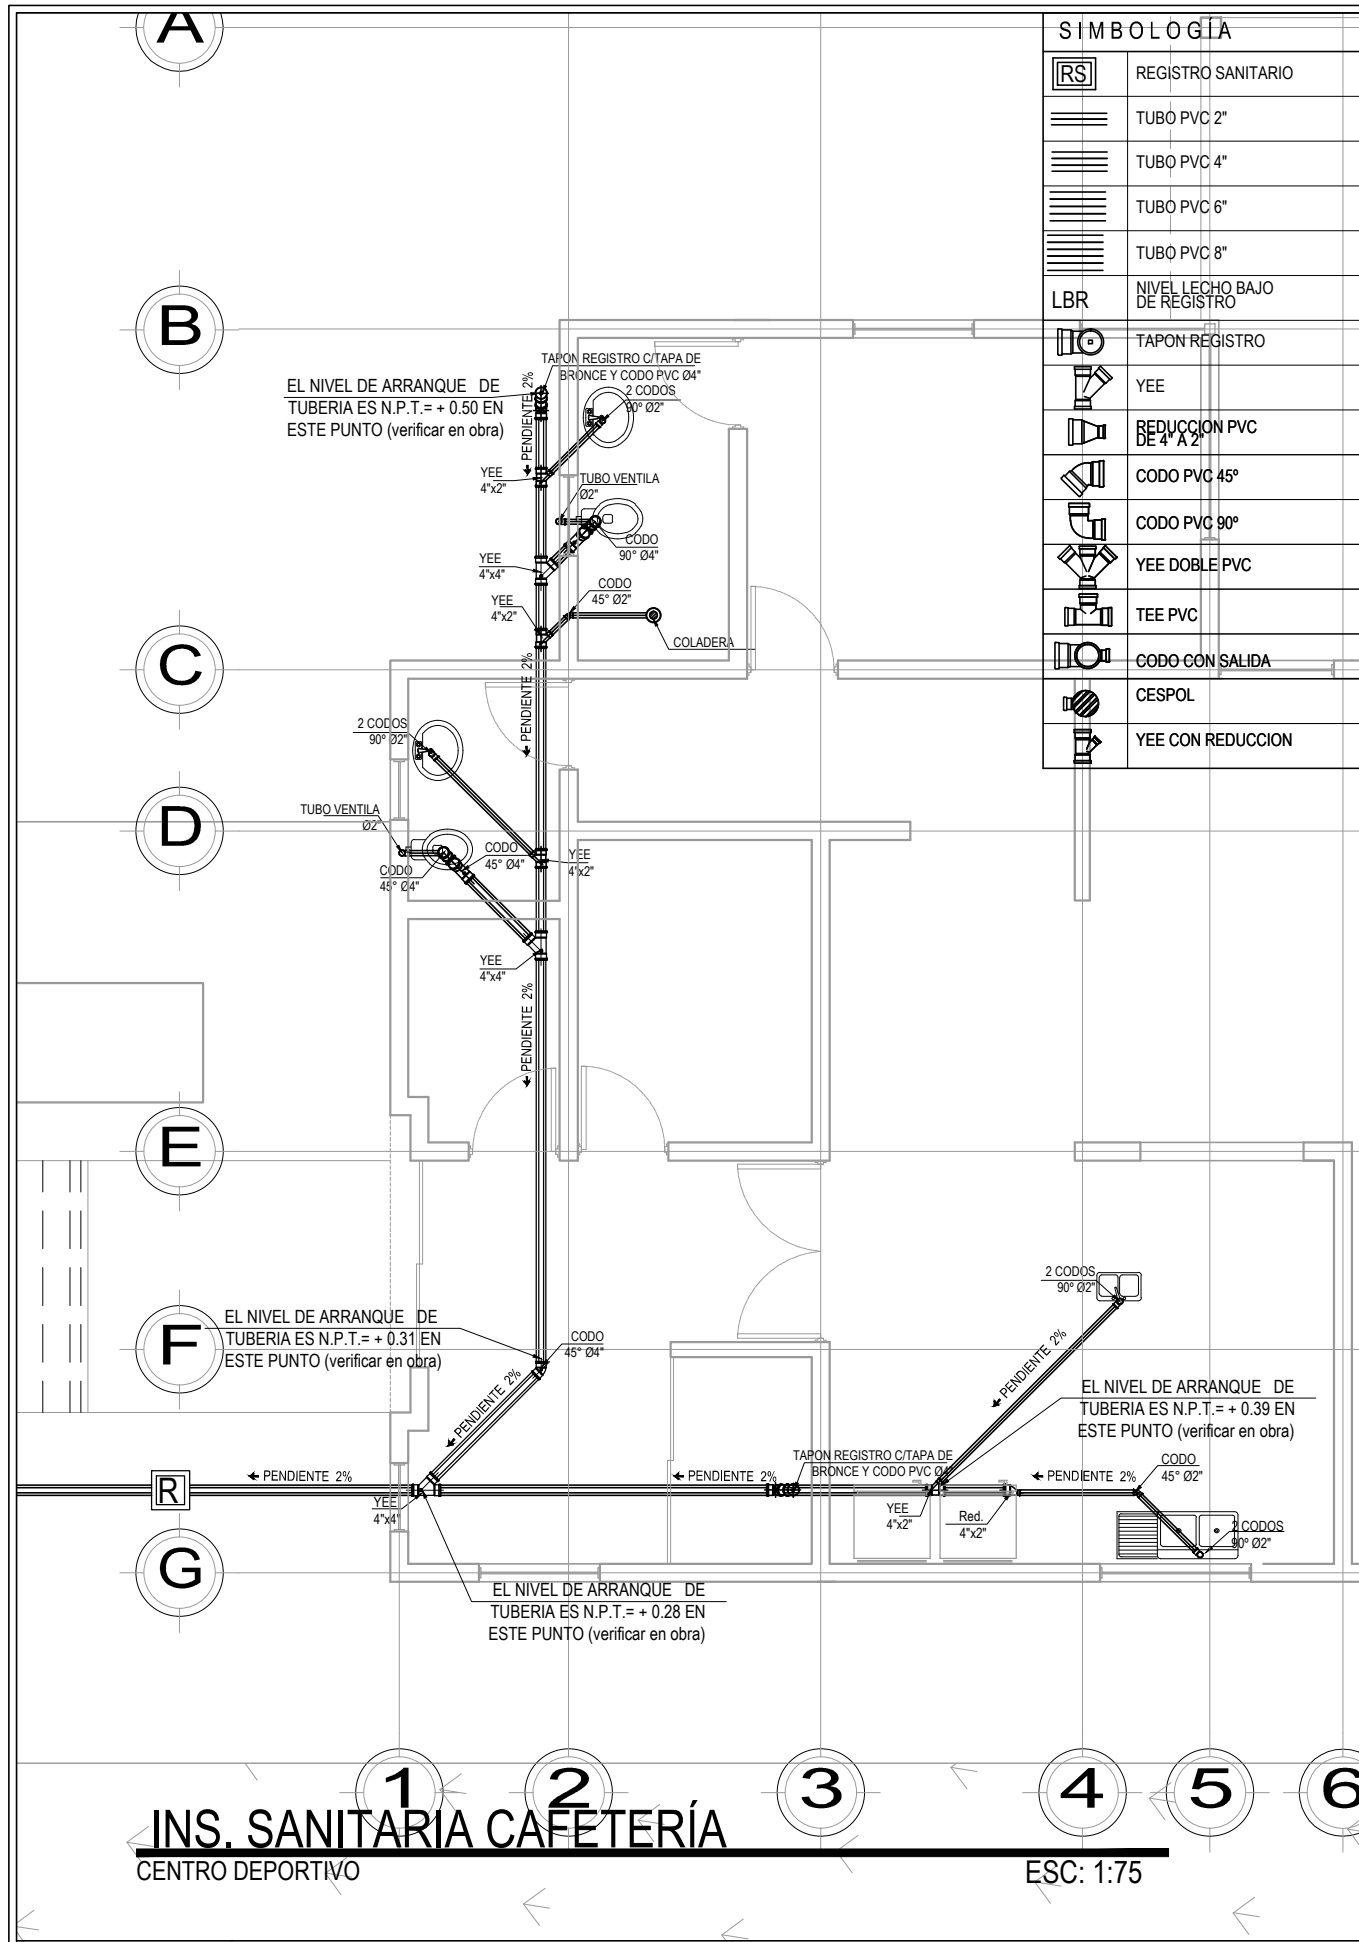 A
SIMBOLOGÍA
RS
REGISTRO SANITARIO
TUBO PVC 2"
TUBO PVC 4"
TUBO PVC 6"
TUBO PVC 8"
LBR
NIVEL LECHO BAJO
DE REGISTRO
TAPON REGISTRO
YEE
REDUCCION PVC
DE 4" A 2"
CODO PVC 45º
CODO PVC 90º
YEE DOBLE PVC
TEE PVC
CODO CON SALIDA
CESPOL
YEE CON REDUCCION
B
EL NIVEL DE ARRANQUE DE
TUBERIA ES N.P.T.= + 0.50 EN
ESTE PUNTO (verificar en obra)
TAPON REGISTRO C/TAPA DE
BRONCE Y CODO PVC Ø4"
PENDIENTE 2%
2 CODOS
90º Ø2"
YEE
4"x2"
TUBO VENTILA
Ø2"
CODO
90° Ø4"
YEE
4"x4"
CODO
45° Ø2"
YEE
4"x2"
COLADERA
C
PENDIENTE 2%
2 CODOS
90º Ø2"
D
TUBO VENTILA
Ø2"
CODO
45° Ø4"
CODO
45° Ø4"
YEE
4"x2"
YEE
4"x4"
PENDIENTE 2%
E
2 CODOS
90º Ø2"
F
EL NIVEL DE ARRANQUE DE
TUBERIA ES N.P.T.= + 0.31 EN
ESTE PUNTO (verificar en obra)
CODO
45° Ø4"
PENDIENTE 2%
PENDIENTE 2%
EL NIVEL DE ARRANQUE DE
TUBERIA ES N.P.T.= + 0.39 EN
ESTE PUNTO (verificar en obra)
TAPON REGISTRO C/TAPA DE
BRONCE Y CODO PVC Ø4"
CODO
45° Ø2"
R
PENDIENTE 2%
PENDIENTE 2%
PENDIENTE 2%
YEE
4"x4"
YEE
4"x2"
Red.
4"x2"
2 CODOS
90º Ø2"
G
EL NIVEL DE ARRANQUE DE
TUBERIA ES N.P.T.= + 0.28 EN
ESTE PUNTO (verificar en obra)
1 2 3 4 5 6
INS. SANITARIA CAFETERÍA
CENTRO DEPORTIVO
ESC: 1:75